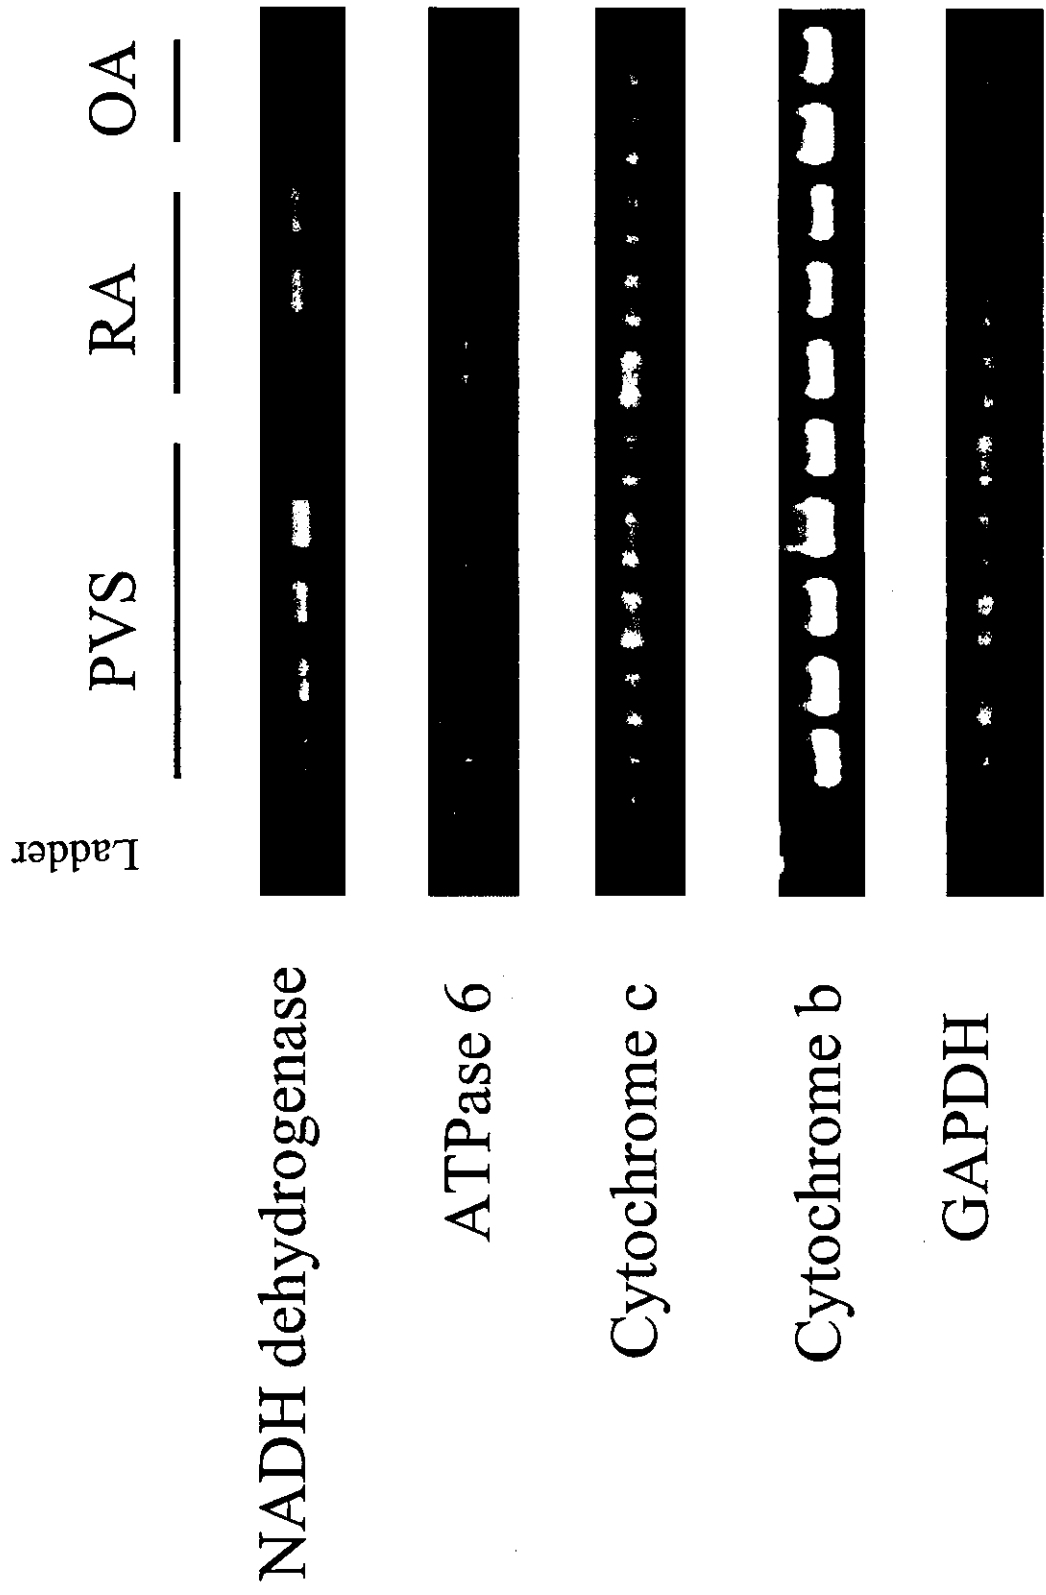 Ladder
PVS
RA
OA
NADH dehydrogenase
ATPase 6
Cytochrome c
Cytochrome b
GAPDH